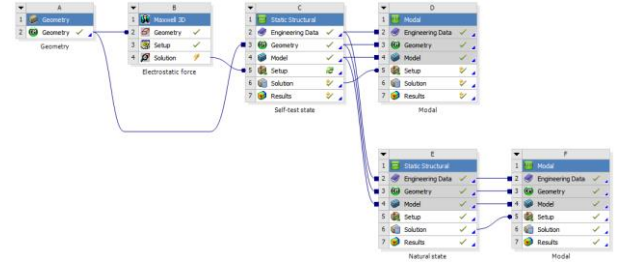 A
1 Geometry
2 Geometry
Geometry
B
1 Maxwell 3D
2 Geometry
3 Setup
4 Solution
Electrostatic force
C
1 Static Structural
2 Engineering Data
3 Geometry
4 Model
5 Setup
6 Solution
7 Results
Self-test state
D
1 Modal
2 Engineering Data
3 Geometry
4 Model
5 Setup
6 Solution
7 Results
Modal
E
1 Static Structural
2 Engineering Data
3 Geometry
4 Model
5 Setup
6 Solution
7 Results
Natural state
F
1 Modal
2 Engineering Data
3 Geometry
4 Model
5 Setup
6 Solution
7 Results
Modal